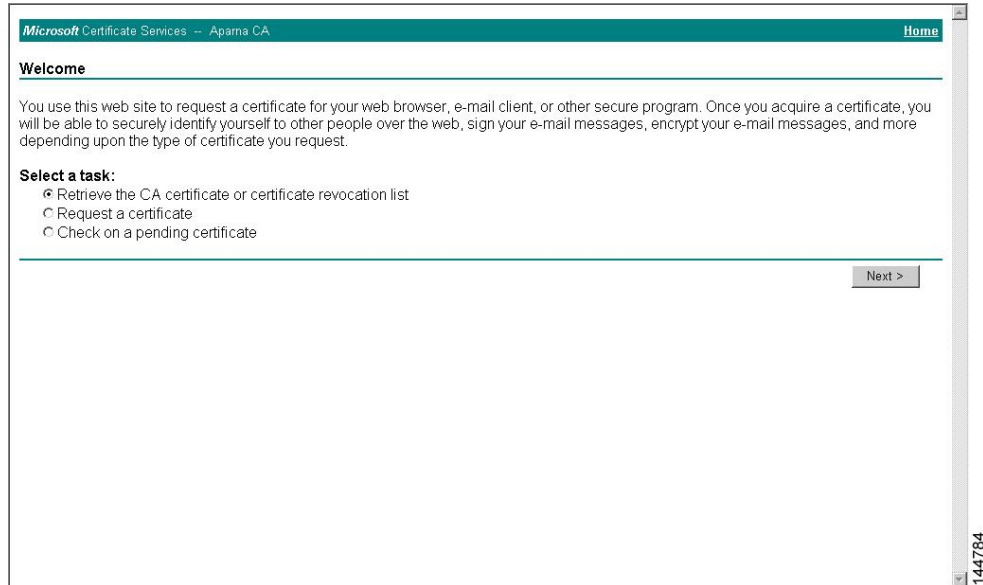 Microsoft Certificate Services -- Aparna CA
Home
Welcome
You use this web site to request a certificate for your web browser, e-mail client, or other secure program. Once you acquire a certificate, you
will be able to securely identify yourself to other people over the web, sign your e-mail messages, encrypt your e-mail messages, and more
depending upon the type of certificate you request.
Select a task:
Retrieve the CA certificate or certificate revocation list
Request a certificate
Check on a pending certificate
Next >
144784